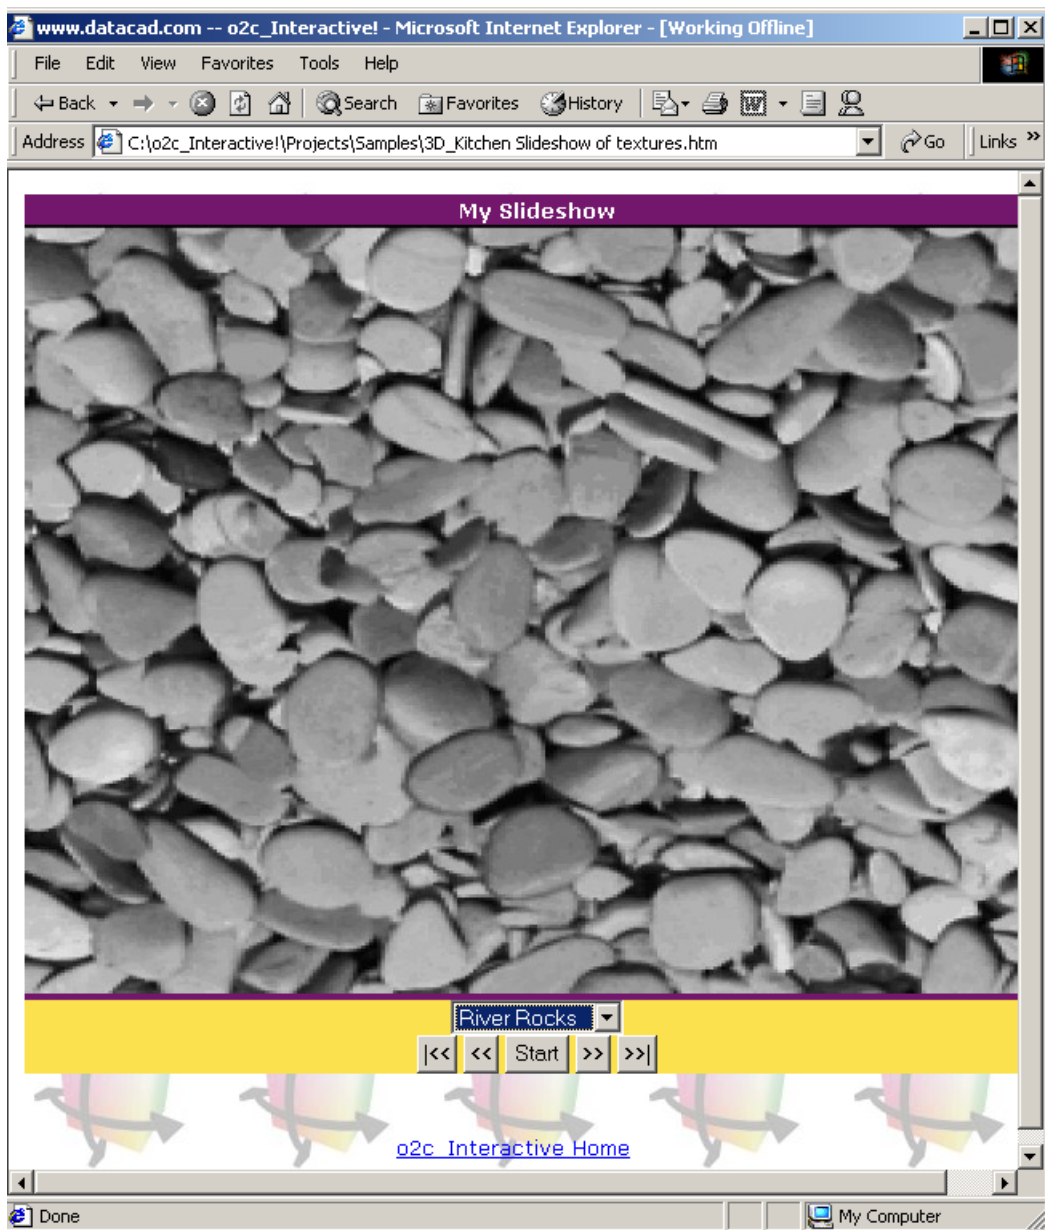 www.datacad.com -- o2c_Interactive! - Microsoft Internet Explorer - [Working Offline]
File Edit View Favorites Tools Help
Back Search Favorites History
Address C:\o2c_Interactive!\Projects\Samples\3D_Kitchen Slideshow of textures.htm Go Links »
My Slideshow
River Rocks
|<< << Start >> >>|
o2c_Interactive Home
Done My Computer